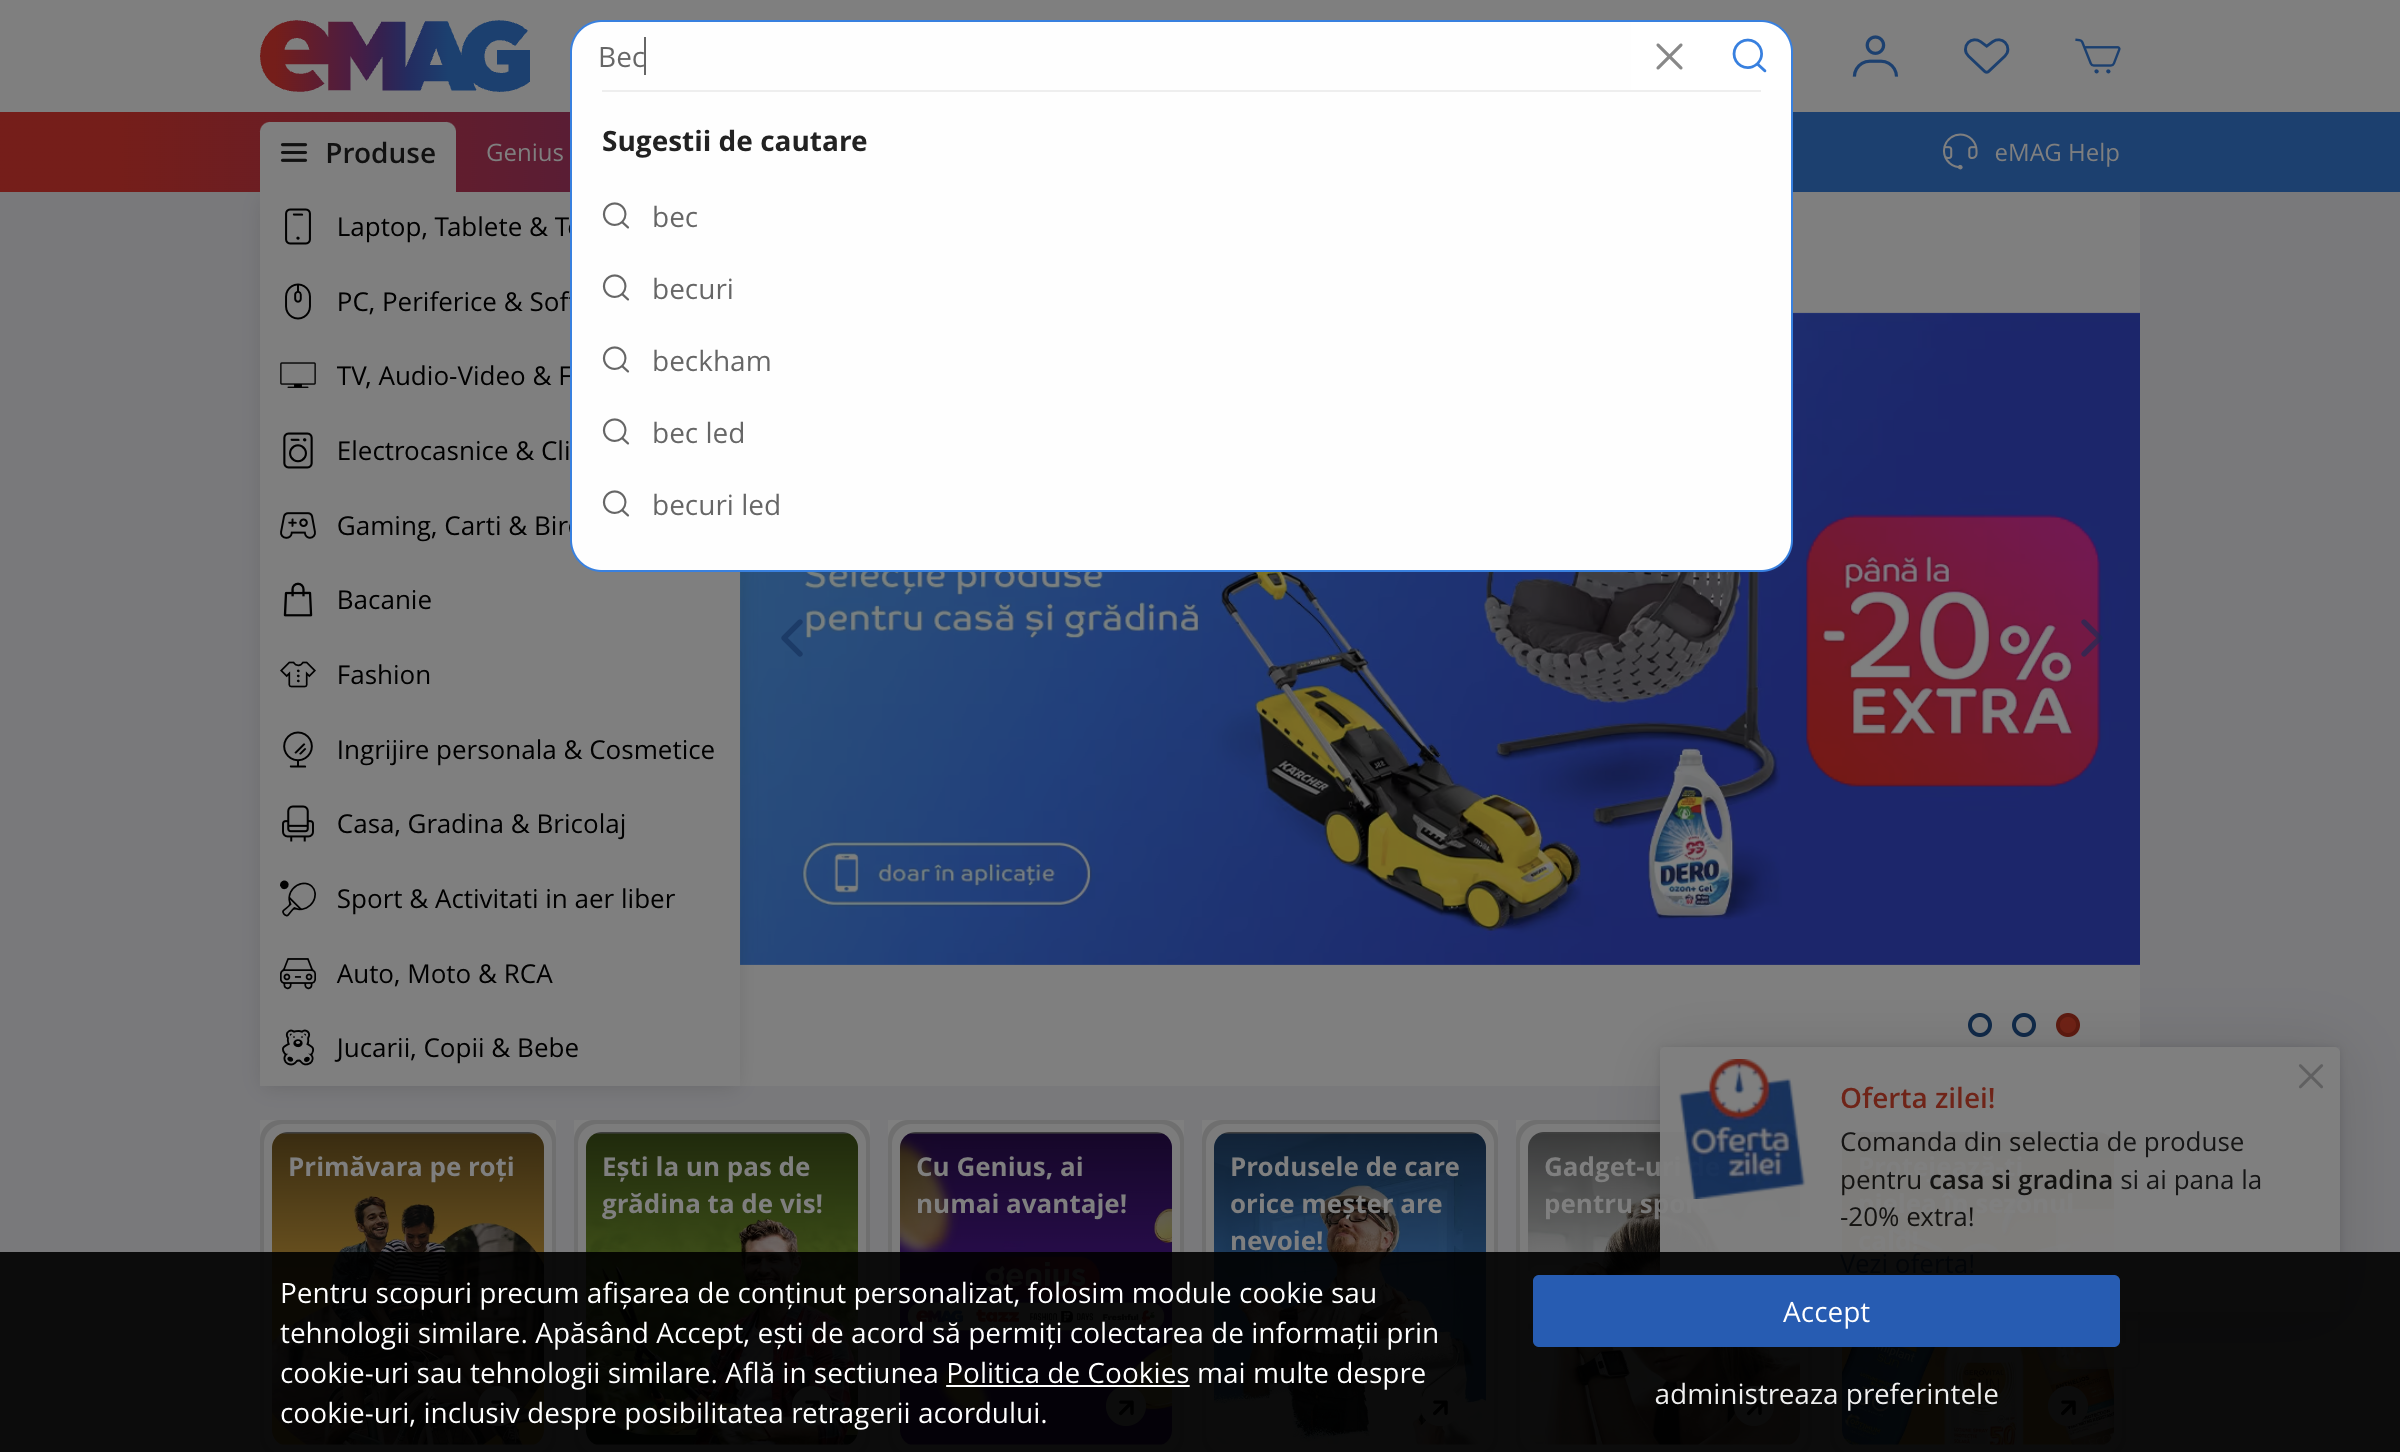 eMAG
Bec
Sugestii de cautare
bec
becuri
beckham
bec led
becuri led
Produse
Genius
eMAG Help
Laptop, Tablete & T
PC, Periferice & Sof
TV, Audio-Video & F
Electrocasnice & Cli
Gaming, Carti & Bir
Bacanie
Fashion
Ingrijire personala & Cosmetice
Casa, Gradina & Bricolaj
Sport & Activitati in aer liber
Auto, Moto & RCA
Jucarii, Copii & Bebe
Selecție produse
pentru casă și grădină
doar în aplicație
KARCHER
DERO
ozon+ Gel
până la
-20%
EXTRA
Oferta
zilei
Oferta zilei!
Comanda din selectia de produse
pentru casa si gradina si ai pana la
-20% extra!
Vezi oferta!
Primăvara pe roți
Ești la un pas de
grădina ta de vis!
Cu Genius, ai
numai avantaje!
genius
Produsele de care
orice meșter are
nevoie!
Gadget-u
pentru sp
Pentru scopuri precum afișarea de conținut personalizat, folosim module cookie sau
tehnologii similare. Apăsând Accept, ești de acord să permiți colectarea de informații prin
cookie-uri sau tehnologii similare. Află in sectiunea Politica de Cookies mai multe despre
cookie-uri, inclusiv despre posibilitatea retragerii acordului.
Accept
administreaza preferintele